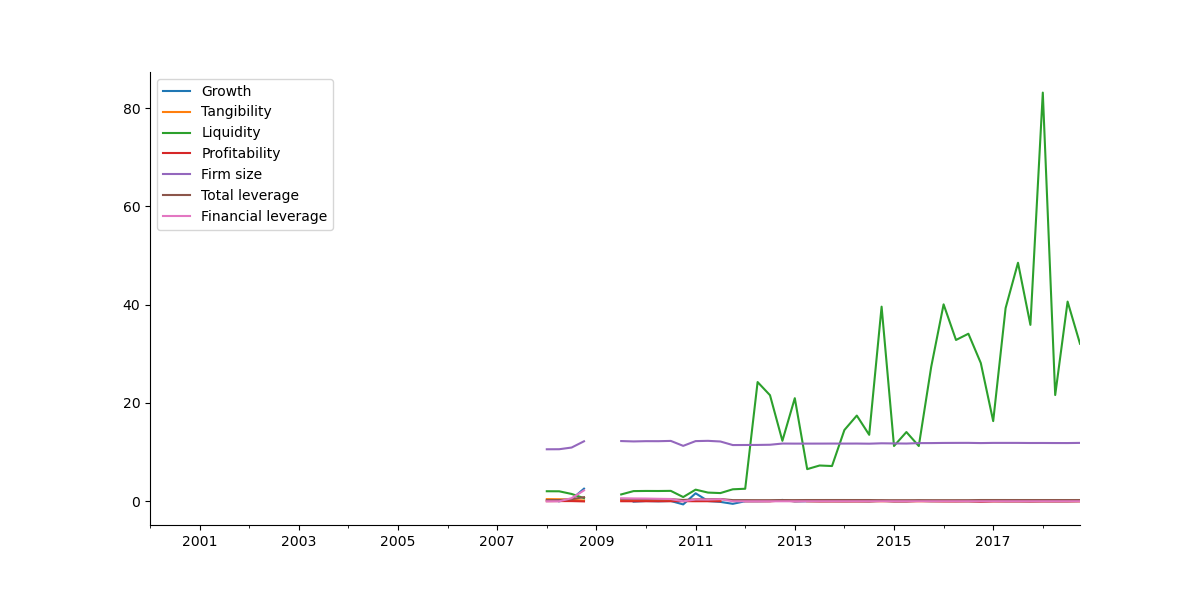 Growth
Tangibility
Liquidity
Profitability
Firm size
Total leverage
Financial leverage
80
60
40
20
0
2001 2003 2005 2007 2009 2011 2013 2015 2017